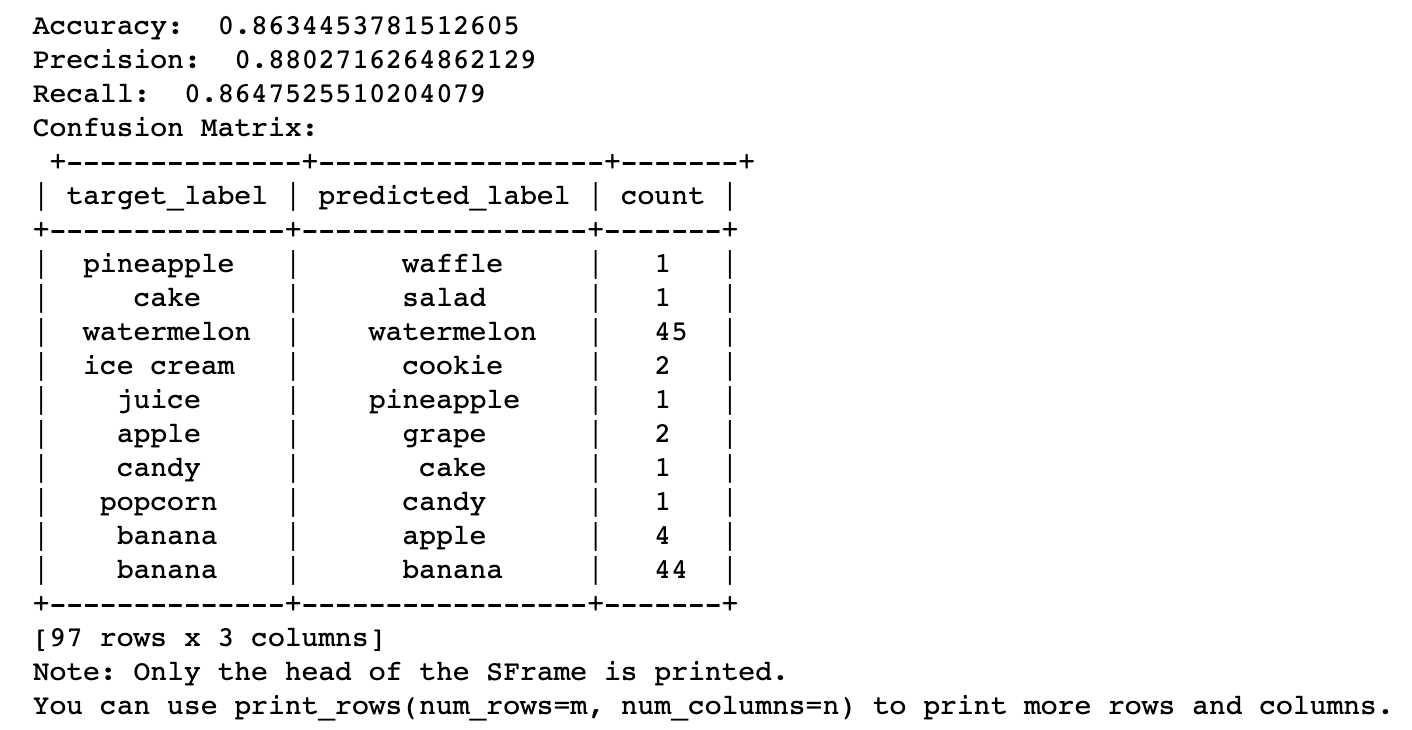 Accuracy:  0.8634453781512605
Precision:  0.8802716264862129
Recall:  0.8647525510204079
Confusion Matrix:
 +--------------+-----------------+-------+
| target_label | predicted_label | count |
+--------------+-----------------+-------+
|  pineapple   |      waffle     |   1   |
|     cake     |      salad      |   1   |
|  watermelon  |    watermelon   |   45  |
|  ice cream   |      cookie     |   2   |
|    juice     |    pineapple    |   1   |
|    apple     |      grape      |   2   |
|    candy     |       cake      |   1   |
|   popcorn    |      candy      |   1   |
|    banana    |      apple      |   4   |
|    banana    |      banana     |   44  |
+--------------+-----------------+-------+
[97 rows x 3 columns]
Note: Only the head of the SFrame is printed.
You can use print_rows(num_rows=m, num_columns=n) to print more rows and columns.